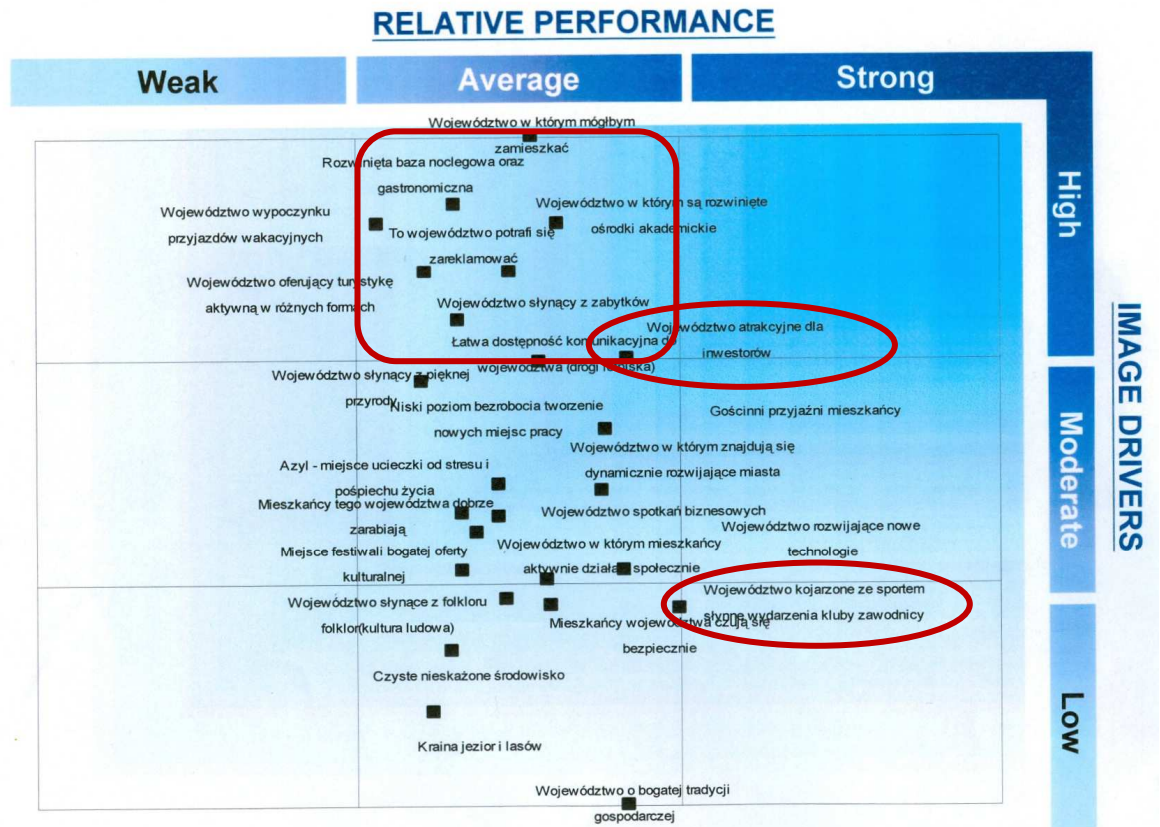 RELATIVE PERFORMANCE
Weak
Average
Strong
Województwo w którym mógłbym
zamieszkać
Rozwinięta baza noclegowa oraz
gastronomiczna
Województwo w którym są rozwinięte
ośrodki akademickie
Województwo wypoczynku
przyjazdów wakacyjnych
To województwo potrafi się
zareklamować
Województwo oferujący turystykę
aktywną w różnych formach
Województwo słynący z zabytków
Województwo atrakcyjne dla
inwestorów
Łatwa dostępność komunikacyjna do
województwa (drogi lotniska)
Województwo słynący z pięknej
przyrody
Niski poziom bezrobocia tworzenie
nowych miejsc pracy
Gościnni przyjaźni mieszkańcy
Województwo w którym znajdują się
dynamicznie rozwijające miasta
Azyl - miejsce ucieczki od stresu i
pośpiechu życia
Mieszkańcy tego województwa dobrze
zarabiają
Województwo spotkań biznesowych
Województwo rozwijające nowe
technologie
Miejsce festiwali bogatej oferty
kulturalnej
Województwo w którym mieszkańcy
aktywnie działają społecznie
Województwo kojarzone ze sportem
słynne wydarzenia kluby zawodnicy
Województwo słynące z folkloru
folklor(kultura ludowa)
Mieszkańcy województwa czują się
bezpiecznie
Czyste nieskażone środowisko
Kraina jezior i lasów
Województwo o bogatej tradycji
gospodarczej
High
Moderate
Low
IMAGE DRIVERS